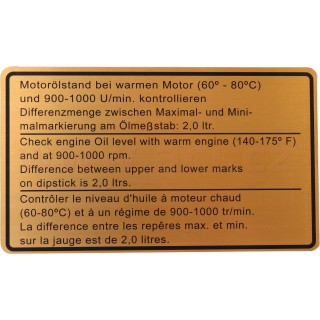 Motorölstand bei warmen Motor (60º - 80ºC)
und 900-1000 U/min. kontrollieren
Differenzmenge zwischen Maximal- und Mini-
malmarkierung am Ölmeßstab: 2,0 ltr.
Check engine Oil level with warm engine (140-175° F)
and at 900-1000 rpm.
Difference between upper and lower marks
on dipstick is 2,0 ltrs.
Contrôler le niveau d'huile à moteur chaud
(60-80ºC) et à un régime de 900-1000 tr/min.
La difference entre les repêres max. et min.
sur la jauge est de 2,0 litres.